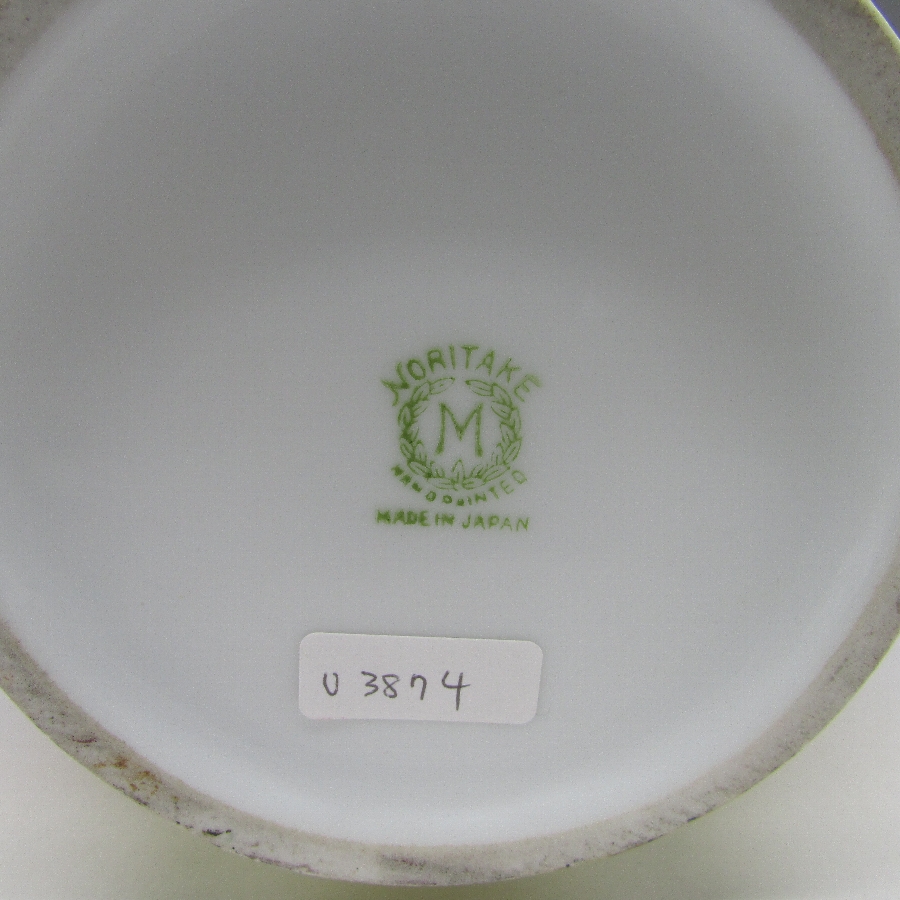 NORITAKE
M
HAND PAINTED
MADE IN JAPAN
U 3874